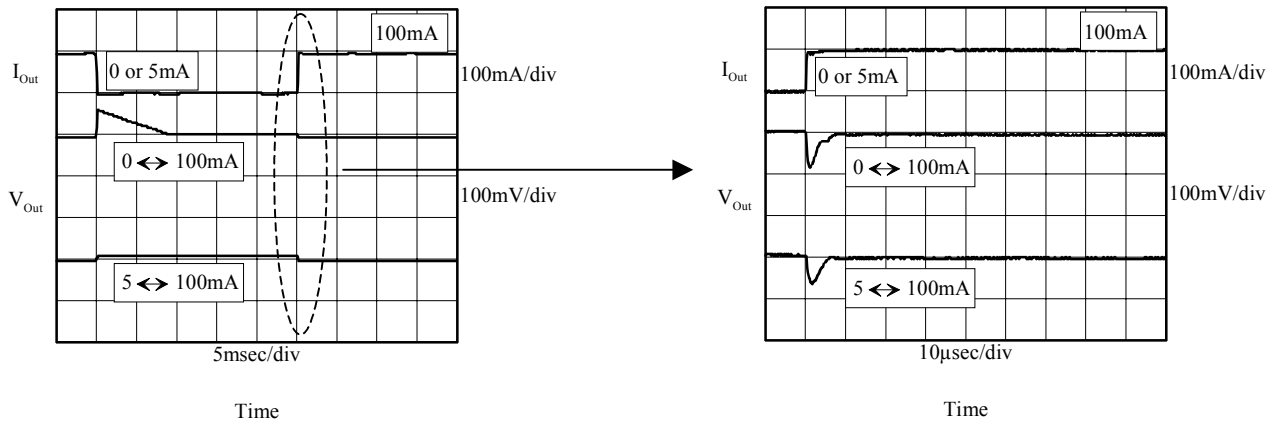 100mA
I_Out
0 or 5mA
100mA/div
0 ↔ 100mA
V_Out
100mV/div
5 ↔ 100mA
5msec/div
Time
100mA
I_Out
0 or 5mA
100mA/div
0 ↔ 100mA
V_Out
100mV/div
5 ↔ 100mA
10µsec/div
Time